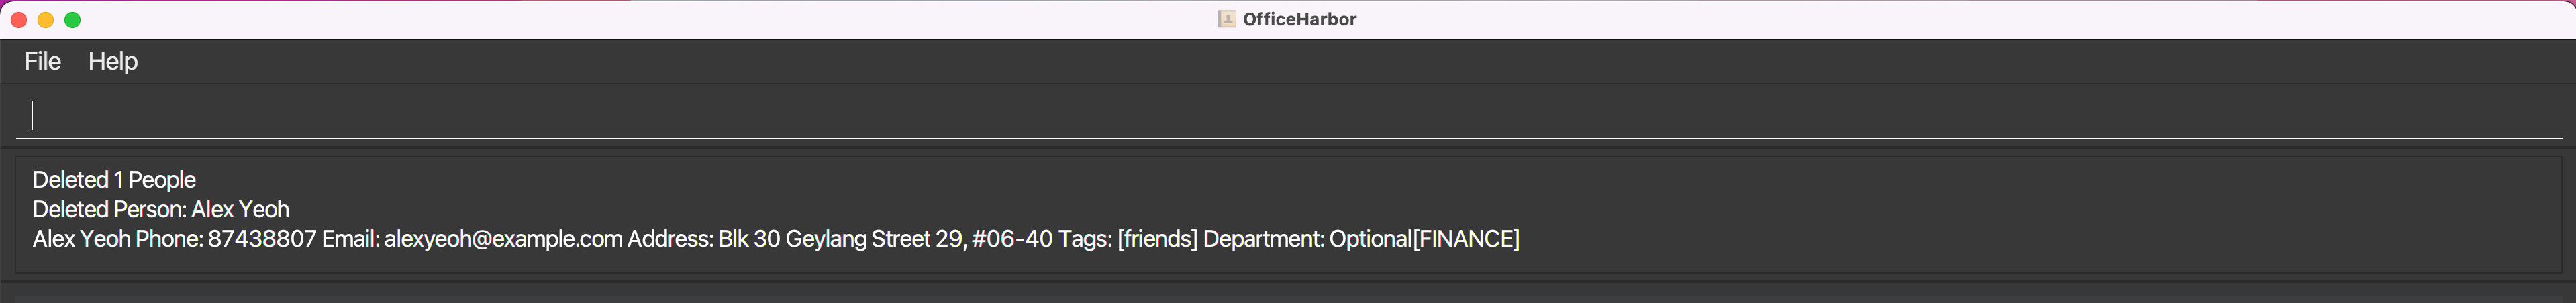 OfficeHarbor
File Help
Deleted 1 People
Deleted Person: Alex Yeoh
Alex Yeoh Phone: 87438807 Email: alexyeoh@example.com Address: Blk 30 Geylang Street 29, #06-40 Tags: [friends] Department: Optional[FINANCE]